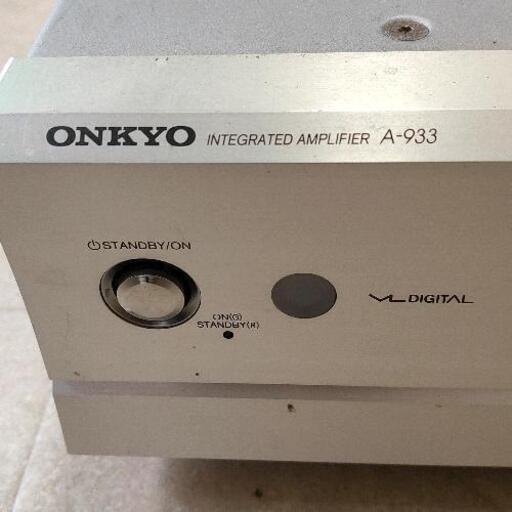 ONKYO INTEGRATED AMPLIFIER A-933
STANDBY/ON
ON(G)
STANDBY(R)
VL DIGITAL